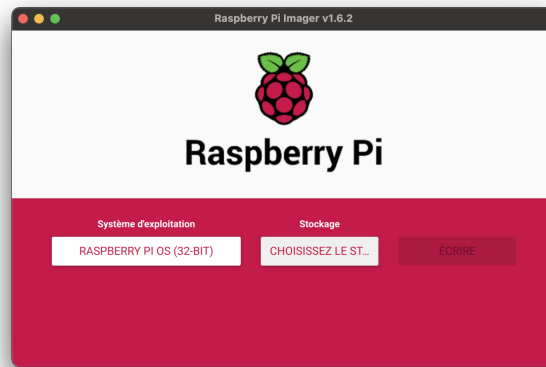 Raspberry Pi Imager v1.6.2
Raspberry Pi
Système d'exploitation
Stockage
RASPBERRY PI OS (32-BIT)
CHOISISSEZ LE ST...
ÉCRIRE